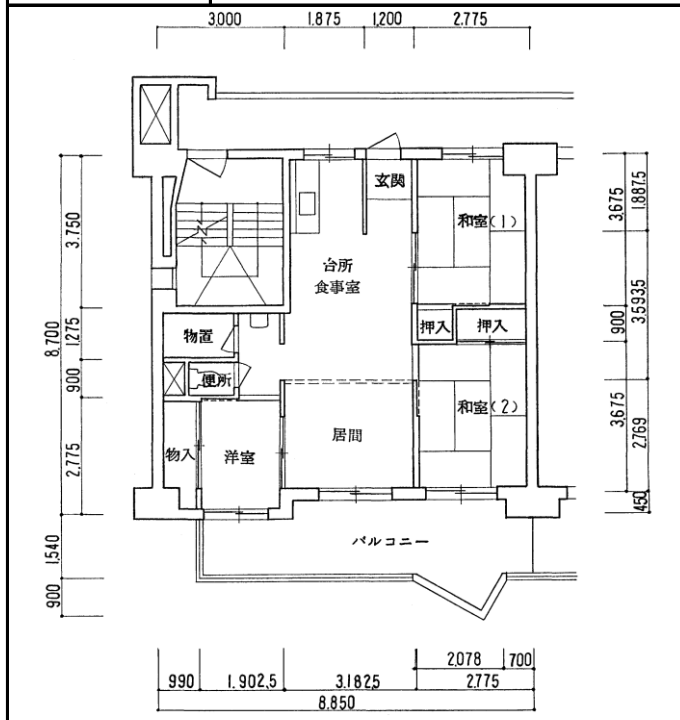 3,000 1,875 1,200 2,775
玄関
和室(1)
台所
食事室
押入 押入
物置
便所
和室(2)
居間
物入 洋室
バルコニー
3,750
1,275
900
2,775
8,700
1,540
900
3,675
900
3,675
1,887.5
3,593.5
2,769
450
2,078 700
990 1,902.5 3,182.5 2,775
8,850